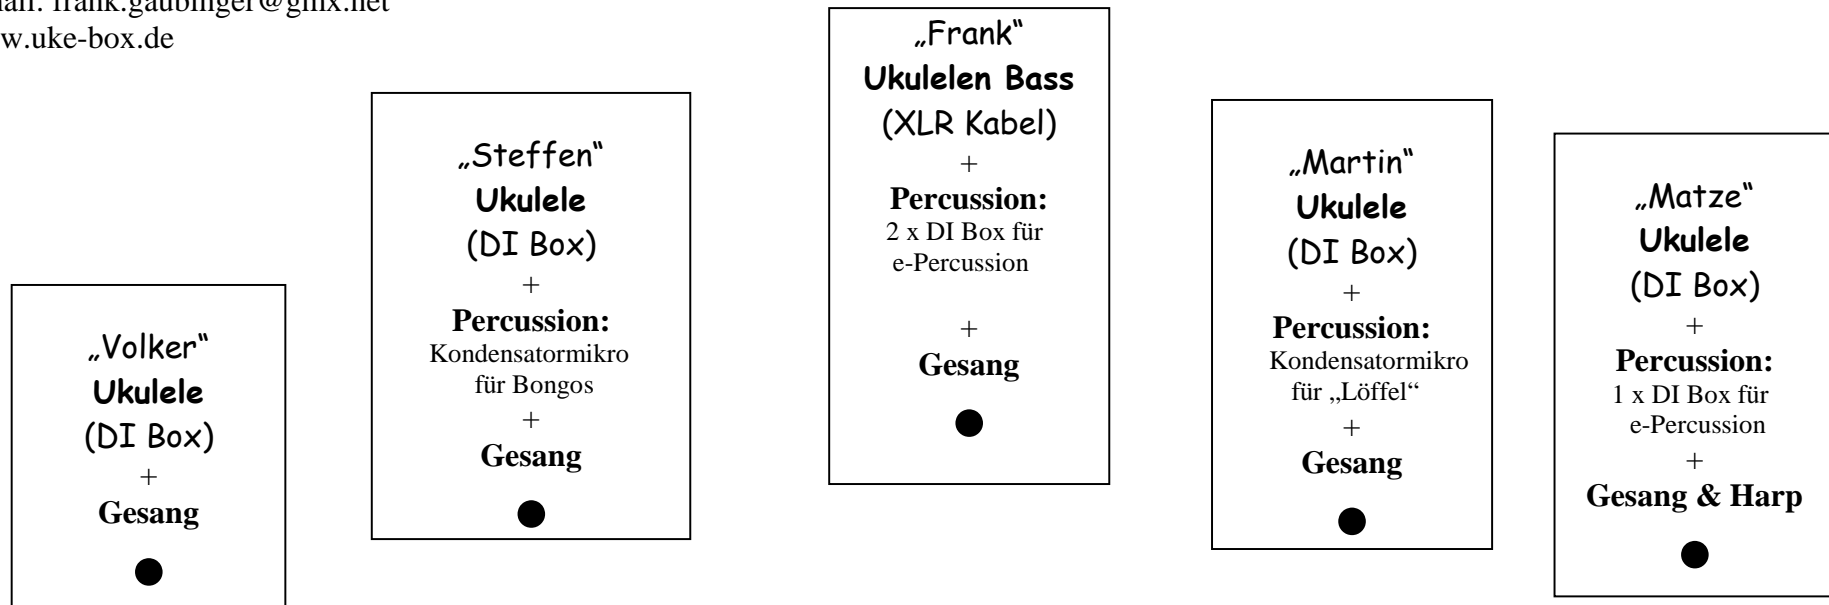 frank.gaubinger@gmx.net
w.uke-box.de
„Volker“
Ukulele
(DI Box)
+
Gesang
„Steffen“
Ukulele
(DI Box)
+
Percussion:
Kondensatormikro
für Bongos
+
Gesang
„Frank“
Ukulelen Bass
(XLR Kabel)
+
Percussion:
2 x DI Box für
e-Percussion
+
Gesang
„Martin“
Ukulele
(DI Box)
+
Percussion:
Kondensatormikro
für „Löffel“
+
Gesang
„Matze“
Ukulele
(DI Box)
+
Percussion:
1 x DI Box für
e-Percussion
+
Gesang & Harp